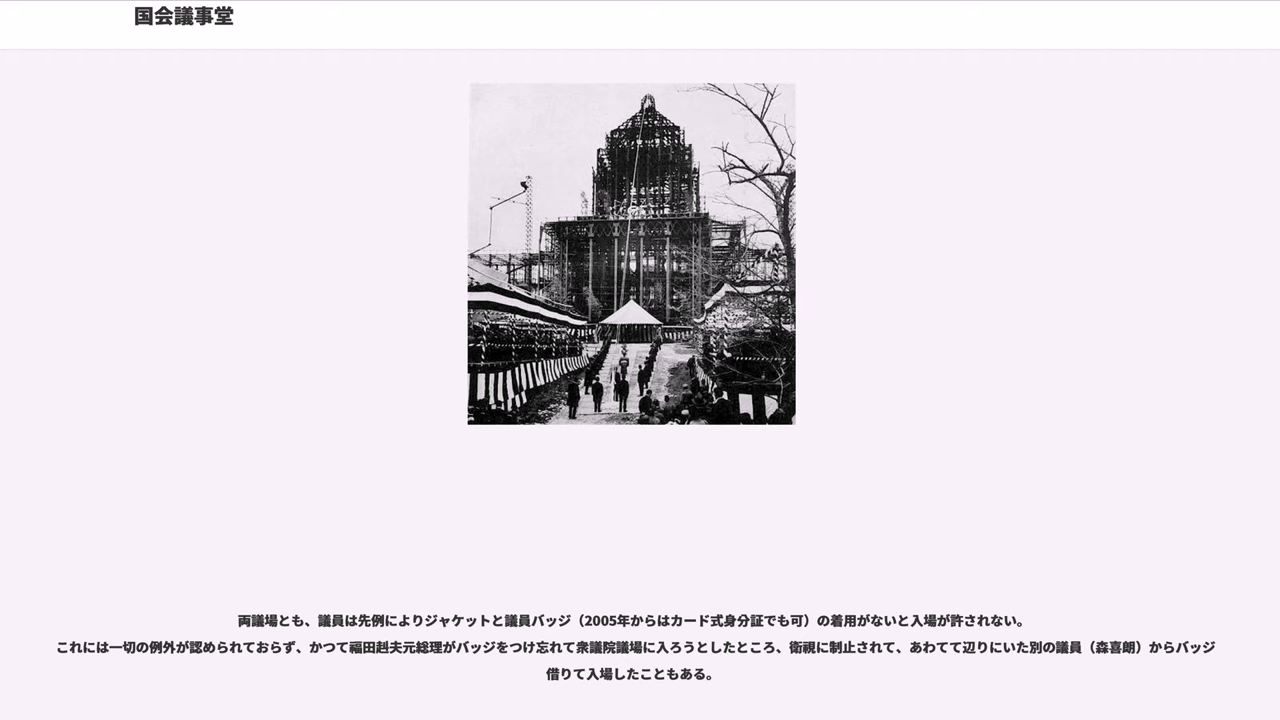 国会議事堂
両議場とも、議員は先例によりジャケットと議員バッジ（2005年からはカード式身分証でも可）の着用がないと入場が許されない。
これには一切の例外が認められておらず、かつて福田赳夫元総理がバッジをつけ忘れて衆議院議場に入ろうとしたところ、衛視に制止されて、あわてて辺りにいた別の議員（森喜朗）からバッジ
借りて入場したこともある。